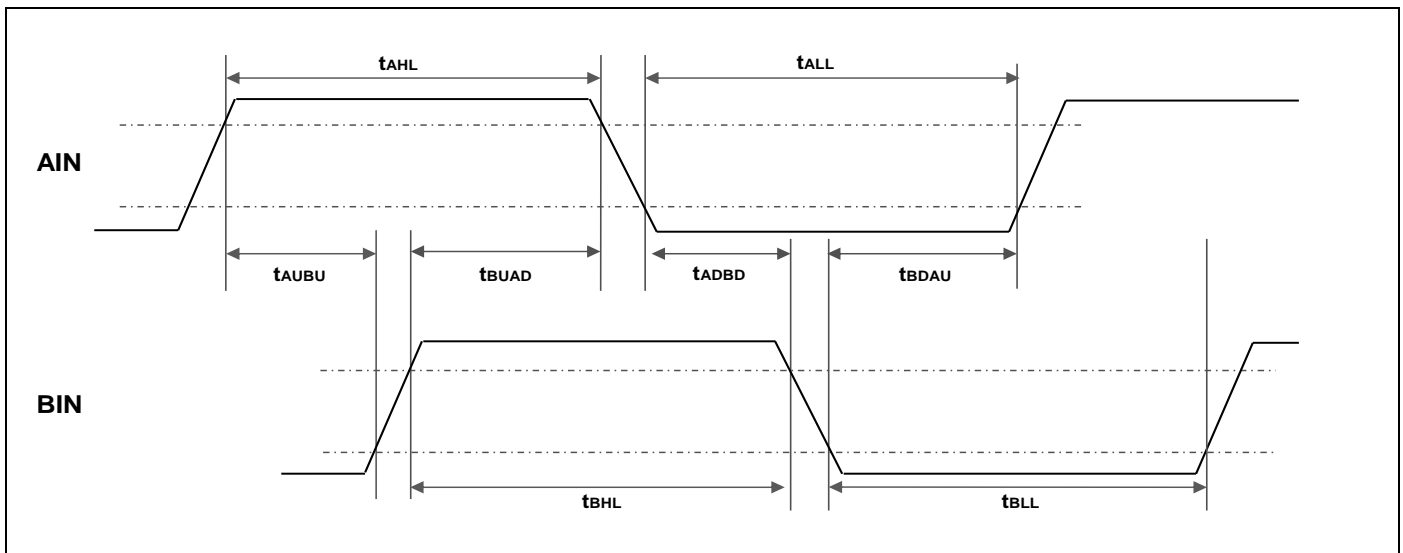 tAHL tALL
AIN
tAUBU tBUAD tADBD tBDAU
BIN
tBHL tBLL